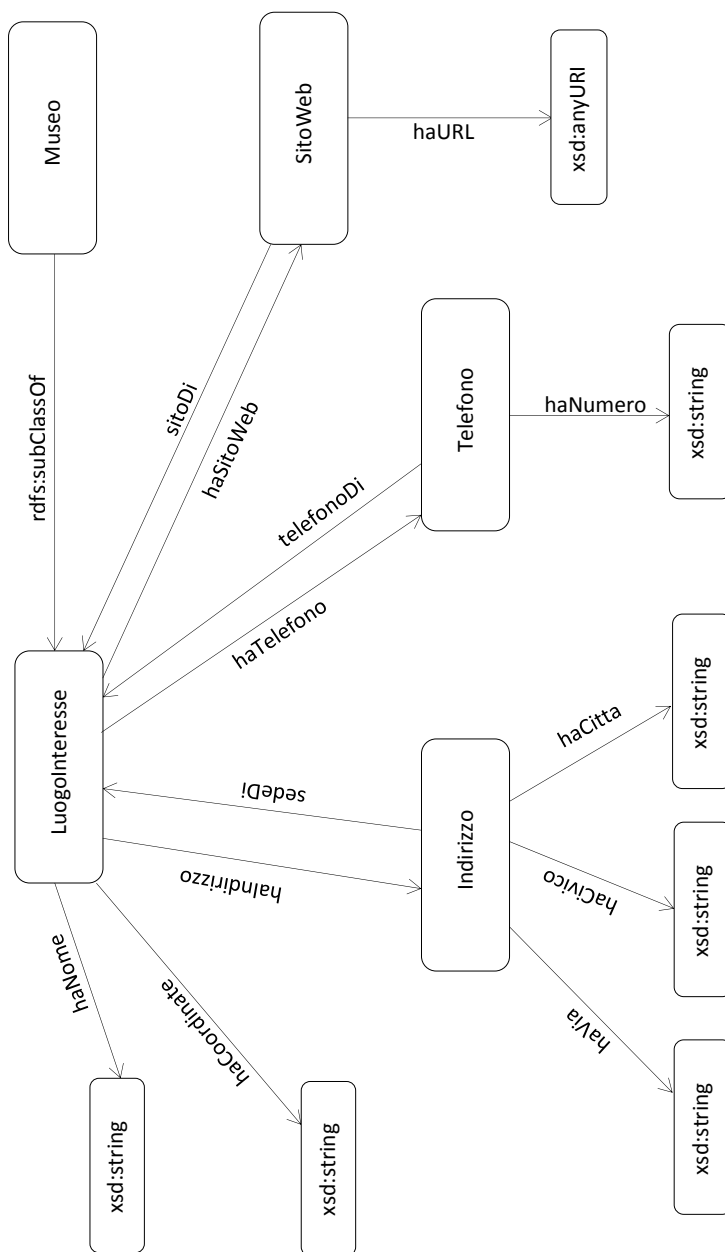 LuogoInteresse
rdfs:subClassOf
Museo
haNome
xsd:string
sitoDi
haCoordinate
haSitoWeb
haIndirizzo
sedeDi
haTelefono
telefonoDi
SitoWeb
xsd:string
haURL
Indirizzo
Telefono
xsd:anyURI
haVia
haCivico
haCitta
haNumero
xsd:string
xsd:string
xsd:string
xsd:string